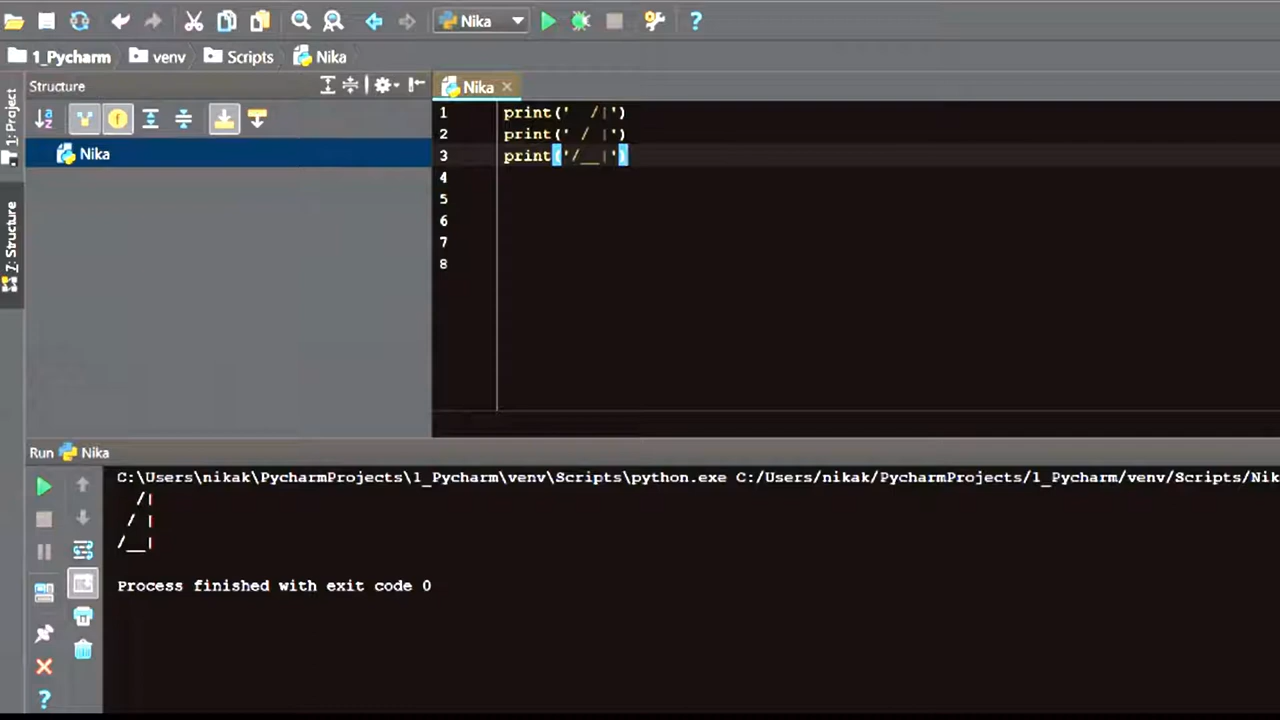 Nika
1_Pycharm venv Scripts Nika
Structure
Nika
1: Project
7: Structure
Nika
1 print('  /|')
2 print(' / |')
3 print('/__|')
4
5
6
7
8
Run Nika
C:\Users\nikak\PycharmProjects\1_Pycharm\venv\Scripts\python.exe C:/Users/nikak/PycharmProjects/1_Pycharm/venv/Scripts/Nik
  /|
 / |
/__|
Process finished with exit code 0